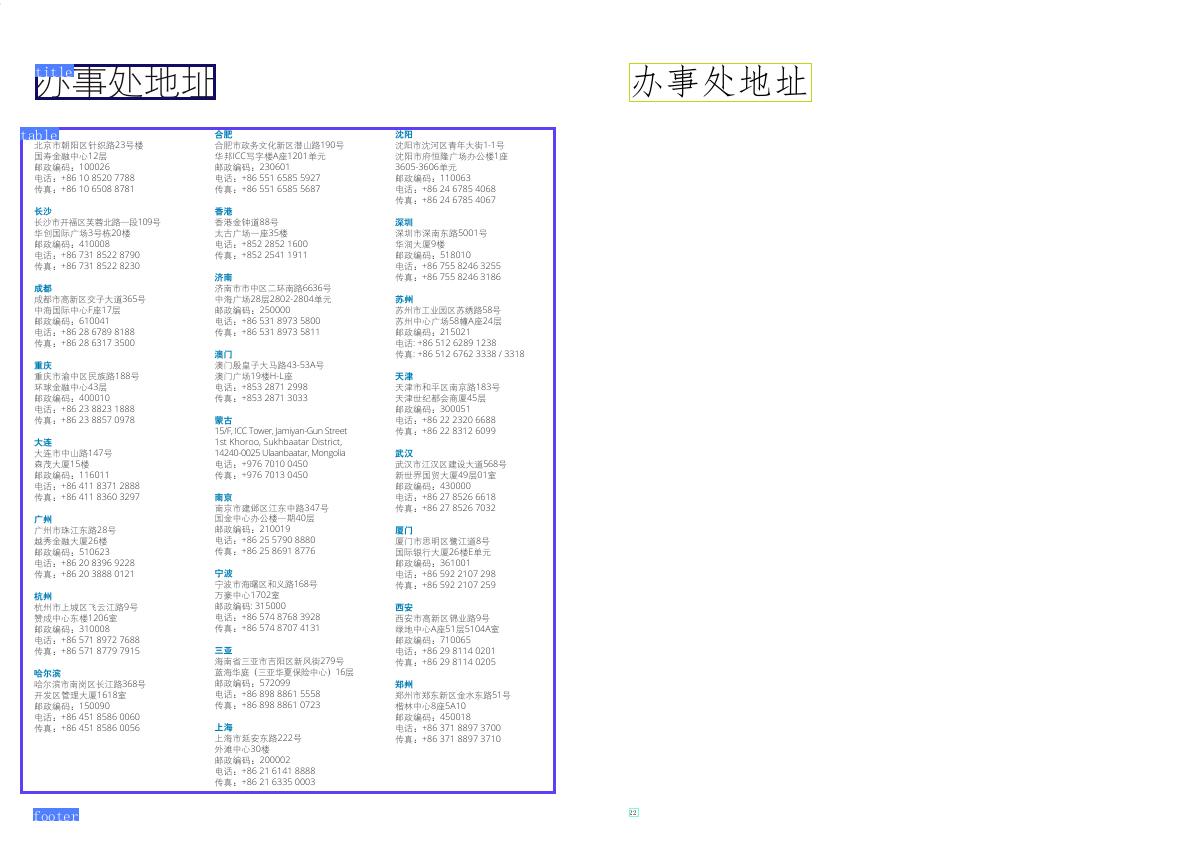 title
办事处地址
table
北京市朝阳区针织路23号楼
国寿金融中心12层
邮政编码：100026
电话：+86 10 8520 7788
传真：+86 10 6508 8781
长沙
长沙市开福区芙蓉北路一段109号
华创国际广场3号栋20楼
邮政编码：410008
电话：+86 731 8522 8790
传真：+86 731 8522 8230
成都
成都市高新区交子大道365号
中海国际中心F座17层
邮政编码：610041
电话：+86 28 6789 8188
传真：+86 28 6317 3500
重庆
重庆市渝中区民族路188号
环球金融中心43层
邮政编码：400010
电话：+86 23 8823 1888
传真：+86 23 8857 0978
大连
大连市中山路147号
森茂大厦15楼
邮政编码：116011
电话：+86 411 8371 2888
传真：+86 411 8360 3297
广州
广州市珠江东路28号
越秀金融大厦26楼
邮政编码：510623
电话：+86 20 8396 9228
传真：+86 20 3888 0121
杭州
杭州市上城区飞云江路9号
赞成中心东楼1206室
邮政编码：310008
电话：+86 571 8972 7688
传真：+86 571 8779 7915
哈尔滨
哈尔滨市南岗区长江路368号
开发区管理大厦1618室
邮政编码：150090
电话：+86 451 8586 0060
传真：+86 451 8586 0056
合肥
合肥市政务文化新区潜山路190号
华邦ICC写字楼A座1201单元
邮政编码：230601
电话：+86 551 6585 5927
传真：+86 551 6585 5687
香港
香港金钟道88号
太古广场一座35楼
电话：+852 2852 1600
传真：+852 2541 1911
济南
济南市市中区二环南路6636号
中海广场28层2802-2804单元
邮政编码：250000
电话：+86 531 8973 5800
传真：+86 531 8973 5811
澳门
澳门殷皇子大马路43-53A号
澳门广场19楼H-L座
电话：+853 2871 2998
传真：+853 2871 3033
蒙古
15/F, ICC Tower, Jamiyan-Gun Street
1st Khoroo, Sukhbaatar District,
14240-0025 Ulaanbaatar, Mongolia
电话：+976 7010 0450
传真：+976 7013 0450
南京
南京市建邺区江东中路347号
国金中心办公楼一期40层
邮政编码：210019
电话：+86 25 5790 8880
传真：+86 25 8691 8776
宁波
宁波市海曙区和义路168号
万豪中心1702室
邮政编码: 315000
电话：+86 574 8768 3928
传真：+86 574 8707 4131
三亚
海南省三亚市吉阳区新风街279号
蓝海华庭（三亚华夏保险中心）16层
邮政编码：572099
电话：+86 898 8861 5558
传真：+86 898 8861 0723
上海
上海市延安东路222号
外滩中心30楼
邮政编码：200002
电话：+86 21 6141 8888
传真：+86 21 6335 0003
沈阳
沈阳市沈河区青年大街1-1号
沈阳市府恒隆广场办公楼1座
3605-3606单元
邮政编码：110063
电话：+86 24 6785 4068
传真：+86 24 6785 4067
深圳
深圳市深南东路5001号
华润大厦9楼
邮政编码：518010
电话：+86 755 8246 3255
传真：+86 755 8246 3186
苏州
苏州市工业园区苏绣路58号
苏州中心广场58幢A座24层
邮政编码：215021
电话: +86 512 6289 1238
传真: +86 512 6762 3338 / 3318
天津
天津市和平区南京路183号
天津世纪都会商厦45层
邮政编码：300051
电话：+86 22 2320 6688
传真：+86 22 8312 6099
武汉
武汉市江汉区建设大道568号
新世界国贸大厦49层01室
邮政编码：430000
电话：+86 27 8526 6618
传真：+86 27 8526 7032
厦门
厦门市思明区鹭江道8号
国际银行大厦26楼E单元
邮政编码：361001
电话：+86 592 2107 298
传真：+86 592 2107 259
西安
西安市高新区锦业路9号
绿地中心A座51层5104A室
邮政编码：710065
电话：+86 29 8114 0201
传真：+86 29 8114 0205
郑州
郑州市郑东新区金水东路51号
楷林中心8座5A10
邮政编码：450018
电话：+86 371 8897 3700
传真：+86 371 8897 3710
footer
办事处地址
22